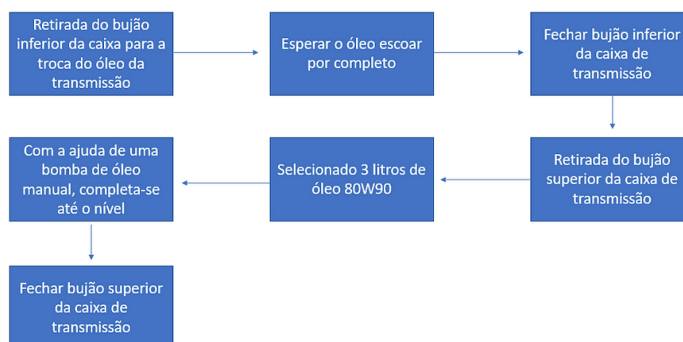 Retirada do bujão
inferior da caixa para a
troca do óleo da
transmissão
Esperar o óleo escoar
por completo
Fechar bujão inferior
da caixa de
transmissão
Retirada do bujão
superior da caixa de
transmissão
Selecionado 3 litros de
óleo 80W90
Com a ajuda de uma
bomba de óleo
manual, completa-se
até o nível
Fechar bujão superior
da caixa de
transmissão